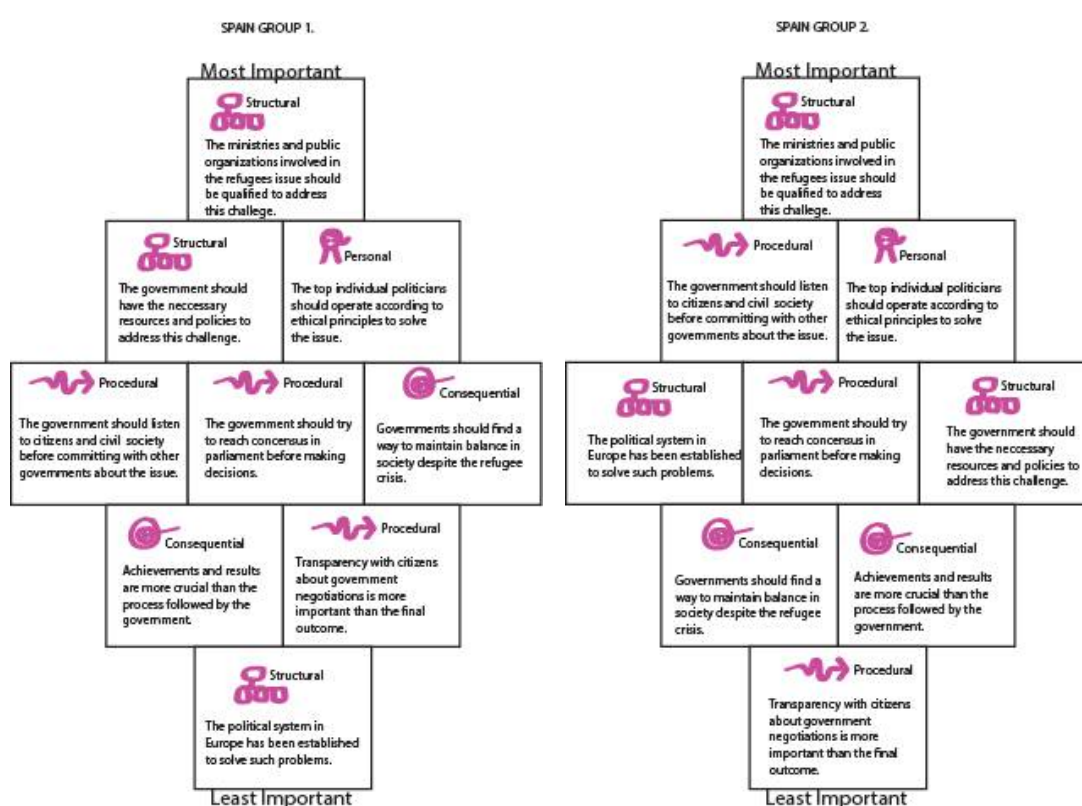 SPAIN GROUP 1.
Most Important
Structural
The ministries and public
organizations involved in
the refugees issue should
be qualified to address
this challege.
Structural
The government should
have the neccessary
resources and policies to
address this challenge.
Personal
The top individual politicians
should operate according to
ethical principles to solve
the issue.
Procedural
The government should listen
to citizens and civil society
before committing with other
governments about the issue.
Procedural
The government should try
to reach concensus in
parliament before making
decisions.
Consequential
Governments should find a
way to maintain balance in
society despite the refugee
crisis.
Consequential
Achievements and results
are more crucial than the
process followed by the
government.
Procedural
Transparency with citizens
about government
negotiations is more
important than the final
outcome.
Structural
The political system in
Europe has been established
to solve such problems.
Least Important
SPAIN GROUP 2.
Most Important
Structural
The ministries and public
organizations involved in
the refugees issue should
be qualified to address
this challege.
Procedural
The government should listen
to citizens and civil society
before committing with other
governments about the issue.
Personal
The top individual politicians
should operate according to
ethical principles to solve
the issue.
Structural
The political system in
Europe has been established
to solve such problems.
Procedural
The government should try
to reach concensus in
parliament before making
decisions.
Structural
The government should
have the neccessary
resources and policies to
address this challenge.
Consequential
Governments should find a
way to maintain balance in
society despite the refugee
crisis.
Consequential
Achievements and results
are more crucial than the
process followed by the
government.
Procedural
Transparency with citizens
about government
negotiations is more
important than the final
outcome.
Least Important